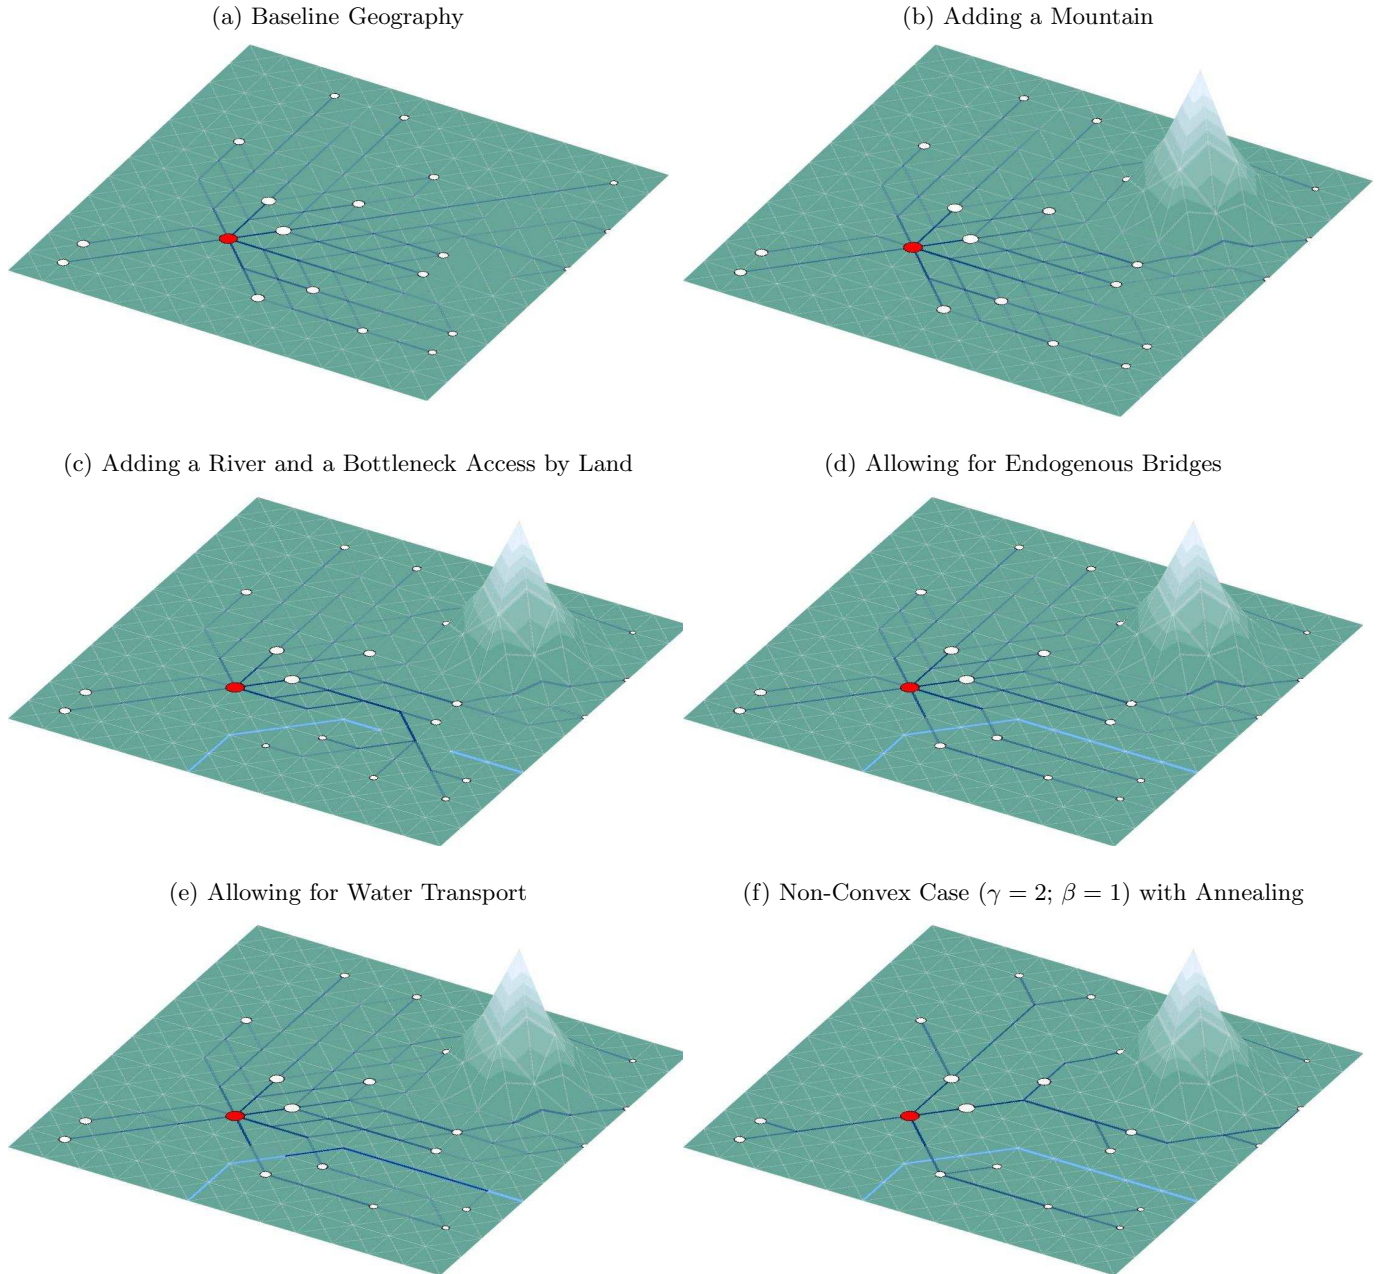 (a) Baseline Geography
(b) Adding a Mountain
(c) Adding a River and a Bottleneck Access by Land
(d) Allowing for Endogenous Bridges
(e) Allowing for Water Transport
(f) Non-Convex Case (γ = 2; β = 1) with Annealing